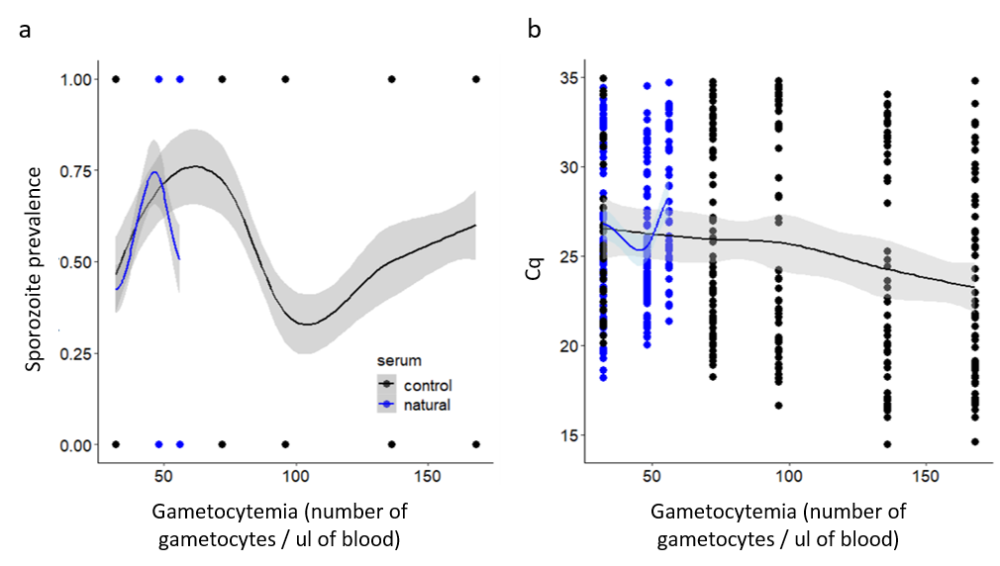 a
Sporozoite prevalence
1.00
0.75
0.50
0.25
0.00
50
100
150
serum
control
natural
Gametocytemia (number of
gametocytes / ul of blood)
b
Cq
35
30
25
20
15
50
100
150
Gametocytemia (number of
gametocytes / ul of blood)